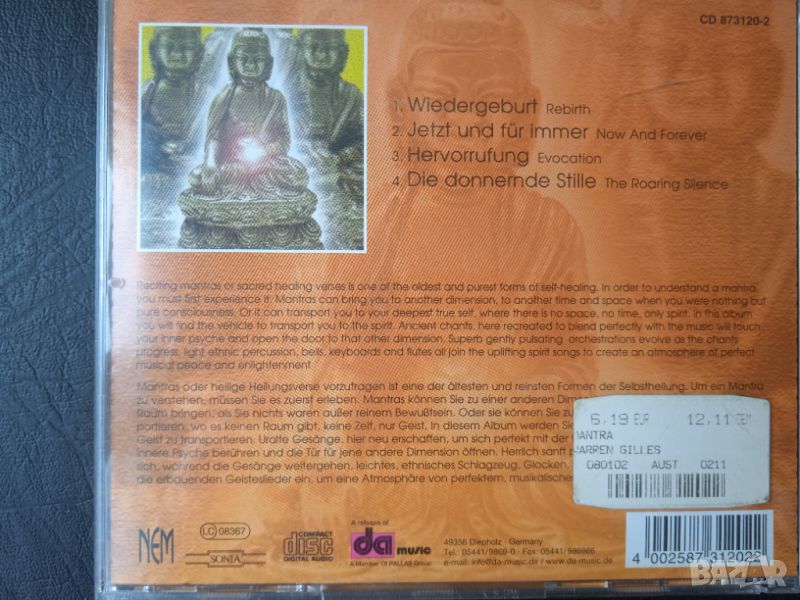 CD 873120-2
1. Wiedergeburt Rebirth
2. Jetzt und für immer Now And Forever
3. Hervorrufung Evocation
4. Die donnernde Stille The Roaring Silence
Reciting mantras or sacred healing verses is one of the oldest and purest forms of self-healing. In order to understand a mantra,
you must first experience it. Mantras can bring you to another dimension, to another time and space when you were nothing but
pure consciousness. Or it can transport you to your deepest true self, where there is no space, no time, only spirit. In this album
you will find the vehicle to transport you to the spirit. Ancient chants, here recreated to blend perfectly with the music will touch
your inner psyche and open the door to that other dimension. Superb gently pulsating orchestrations evolve as the chants
progress, light ethnic percussion, bells, keyboards and flutes all join the uplifting spirit songs to create an atmosphere of perfect
musical peace and enlightenment
Mantras oder heilige Heilungsverse vorzutragen ist eine der ältesten und reinsten Formen der Selbstheilung. Um ein Mantra
zu verstehen, müssen Sie es zuerst erleben. Mantras können Sie zu einer anderen
Raum bringen, als Sie nichts waren außer reinem Bewußtsein. Oder sie können Sie zu
portieren, wo es keinen Raum gibt, keine Zeit, nur Geist. In diesem Album werden Sie
Geist zu transportieren. Uralte Gesänge, hier neu erschaffen, um sich perfekt mit der
innere Psyche berühren und die Tür für jene andere Dimension öffnen. Herrlich sanft
sich, während die Gesänge weitergehen, leichtes, ethnisches Schlagzeug, Glocken,
die erbauenden Geisteslieder ein, um eine Atmosphäre von perfektem, musikalischem
6,19 EUR 12,11 DEM
MANTRA
WARREN GILLES
080102 AUST 0211
NEM
LC 08367
SONIA
COMPACT
disc
DIGITAL AUDIO
A release of
da music
A Member Of PALLAS Group
49356 Diepholz · Germany
Tel.: 05441/9869-0 · Fax: 05441/986966
e-mail: info@da-music.de / www.da-music.de
4 002587 312022
BAZAR